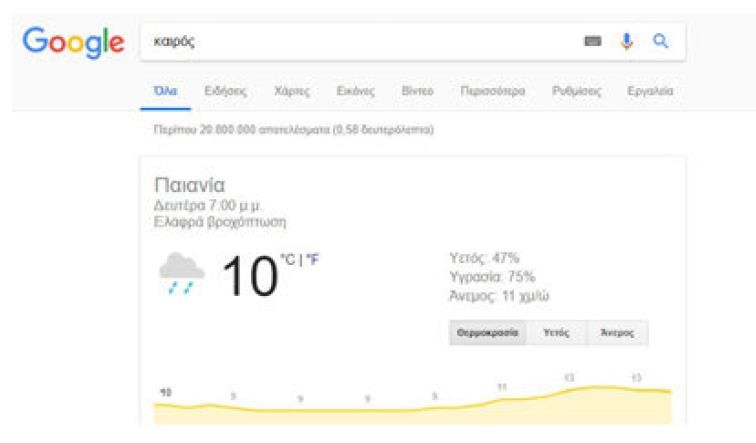 Google καιρός
Όλα Ειδήσεις Χάρτες Εικόνες Βίντεο Περισσότερα Ρυθμίσεις Εργαλεία
Περίπου 20.800.000 αποτελέσματα (0,58 δευτερόλεπτα)
Παιανία
Δευτέρα 7:00 μ.μ.
Ελαφρά βροχόπτωση
10 °C | °F
Υετός: 47%
Υγρασία: 75%
Άνεμος: 11 χμ/ώ
Θερμοκρασία Υετός Άνεμος
10 9 9 9 11 13 13